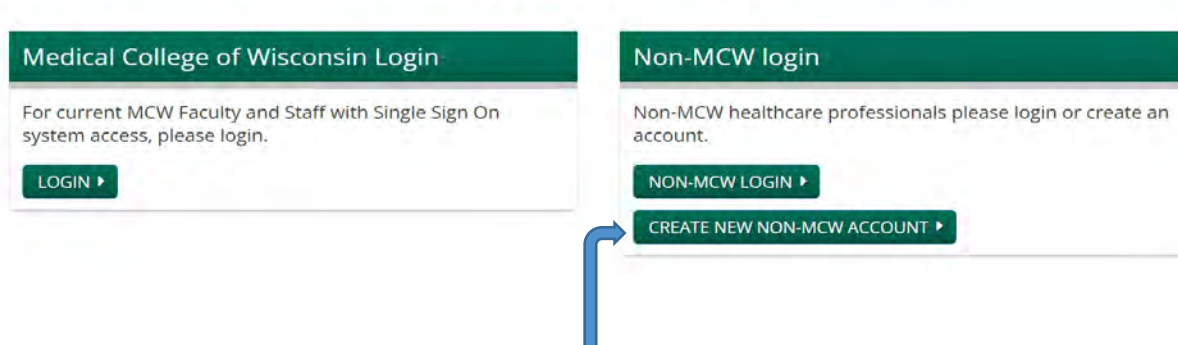 Medical College of Wisconsin Login
For current MCW Faculty and Staff with Single Sign On
system access, please login.
LOGIN
Non-MCW login
Non-MCW healthcare professionals please login or create an
account.
NON-MCW LOGIN
CREATE NEW NON-MCW ACCOUNT